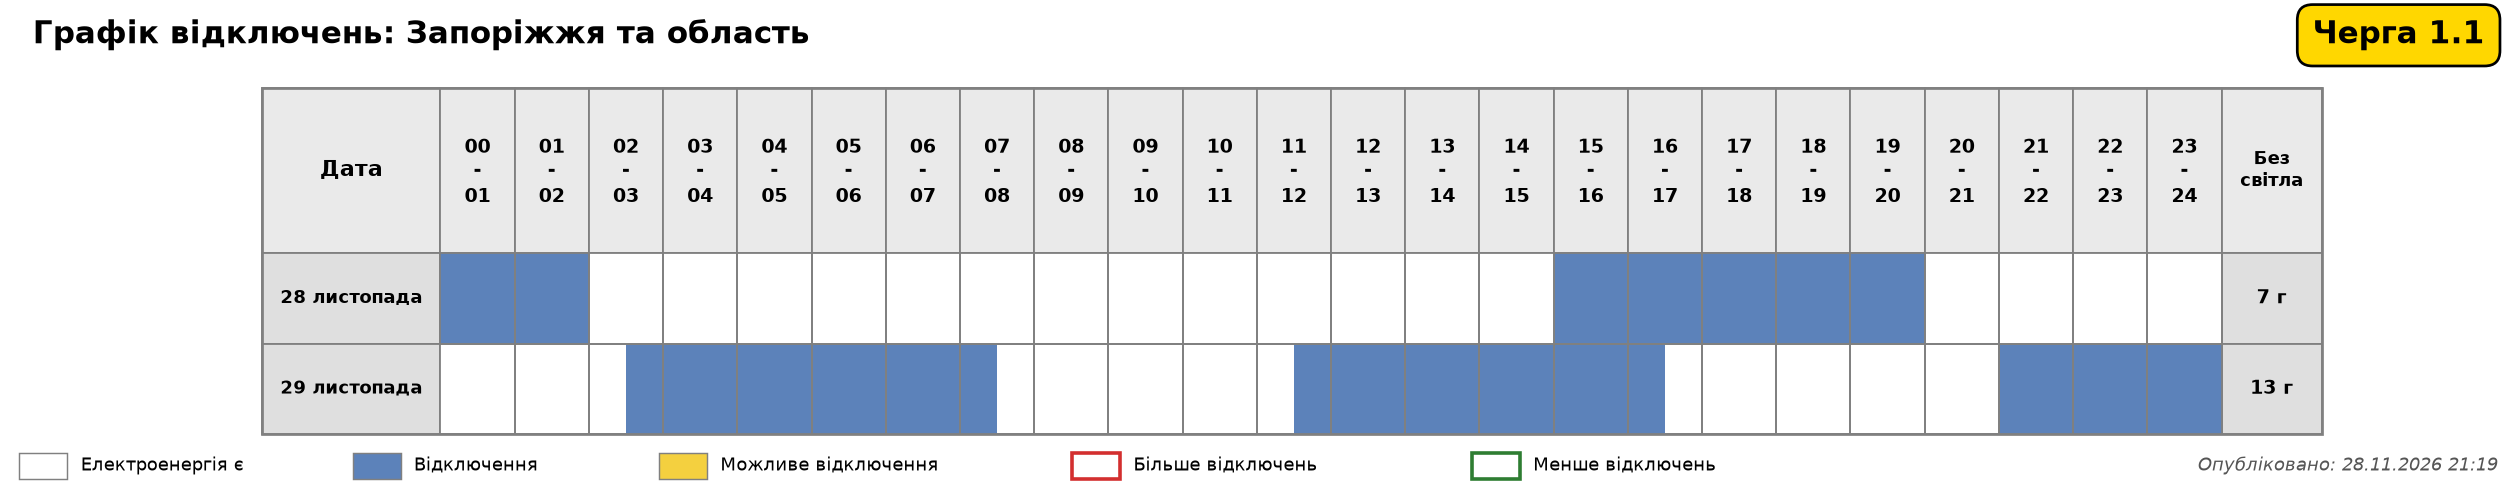 Графік відключень: Запоріжжя та область
Черга 1.1
Дата
00 - 01
01 - 02
02 - 03
03 - 04
04 - 05
05 - 06
06 - 07
07 - 08
08 - 09
09 - 10
10 - 11
11 - 12
12 - 13
13 - 14
14 - 15
15 - 16
16 - 17
17 - 18
18 - 19
19 - 20
20 - 21
21 - 22
22 - 23
23 - 24
Без
світла
28 листопада
7 г
29 листопада
13 г
Електроенергія є
Відключення
Можливе відключення
Більше відключень
Менше відключень
Опубліковано: 28.11.2026 21:19